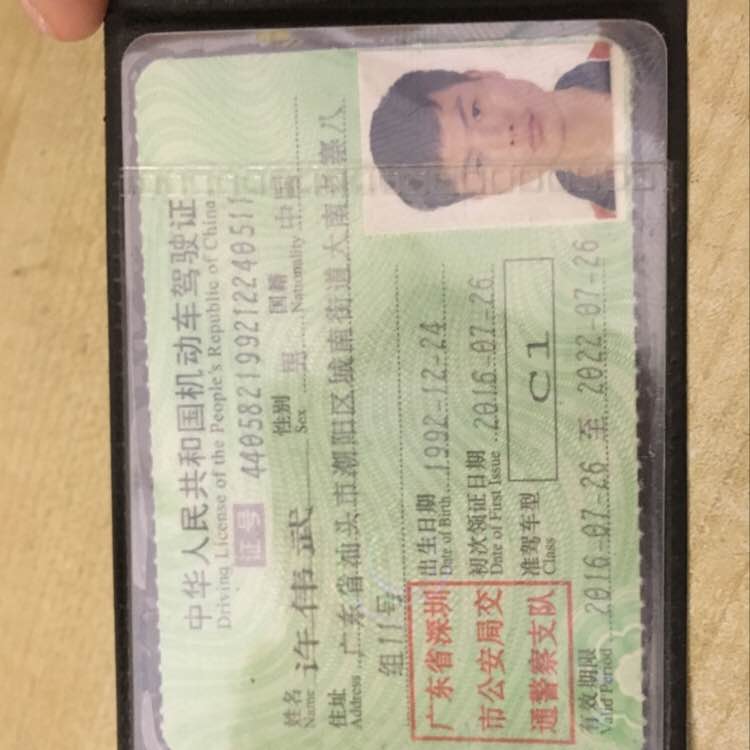 中华人民共和国机动车驾驶证
Driving License of the People's Republic of China
证号 440582199212240511
姓名 许伟武 性别 男 国籍 中国
Name Sex Nationality
住址 广东省汕头市潮阳区城南街道大南老寨八
Address
组11号
出生日期 1992-12-24
Date of Birth
初次领证日期 2016-07-26
Date of First Issue
准驾车型 C1
Class
广东省深圳
市公安局交
通警察支队
有效期限 2016-07-26 至 2022-07-26
Valid Period